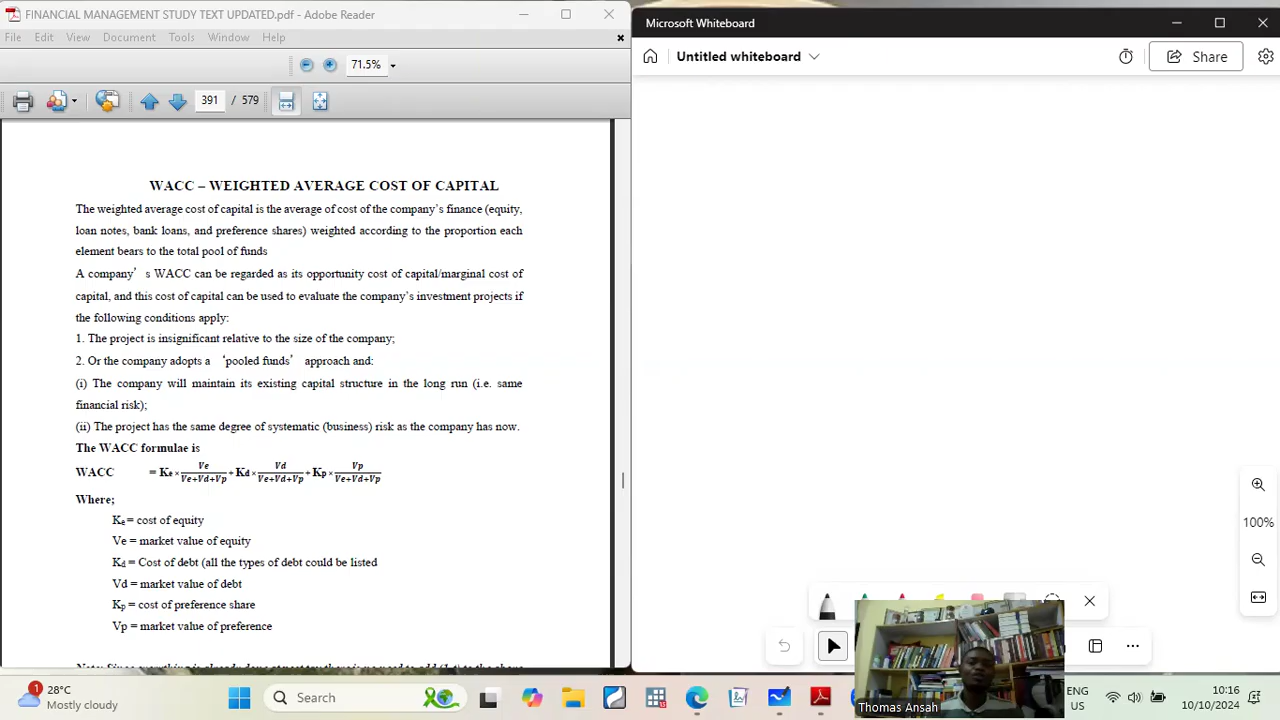 FINANCIAL MANAGEMENT STUDY TEXT UPDATED.pdf - Adobe Reader
File Edit View Document Tools Window Help
71.5%
391 / 579
WACC – WEIGHTED AVERAGE COST OF CAPITAL
The weighted average cost of capital is the average of cost of the company's finance (equity,
loan notes, bank loans, and preference shares) weighted according to the proportion each
element bears to the total pool of funds
A company' s WACC can be regarded as its opportunity cost of capital/marginal cost of
capital, and this cost of capital can be used to evaluate the company's investment projects if
the following conditions apply:
1. The project is insignificant relative to the size of the company;
2. Or the company adopts a 'pooled funds' approach and:
(i) The company will maintain its existing capital structure in the long run (i.e. same
financial risk);
(ii) The project has the same degree of systematic (business) risk as the company has now.
The WACC formulae is
WACC = Ke × Ve/(Ve+Vd+Vp) + Kd × Vd/(Ve+Vd+Vp) + Kp × Vp/(Ve+Vd+Vp)
Where;
Ke = cost of equity
Ve = market value of equity
Kd = Cost of debt (all the types of debt could be listed
Vd = market value of debt
Kp = cost of preference share
Vp = market value of preference
Microsoft Whiteboard
Untitled whiteboard
Share
100%
Thomas Ansah
1
28°C
Mostly cloudy
Search
ENG
US
10:16
10/10/2024